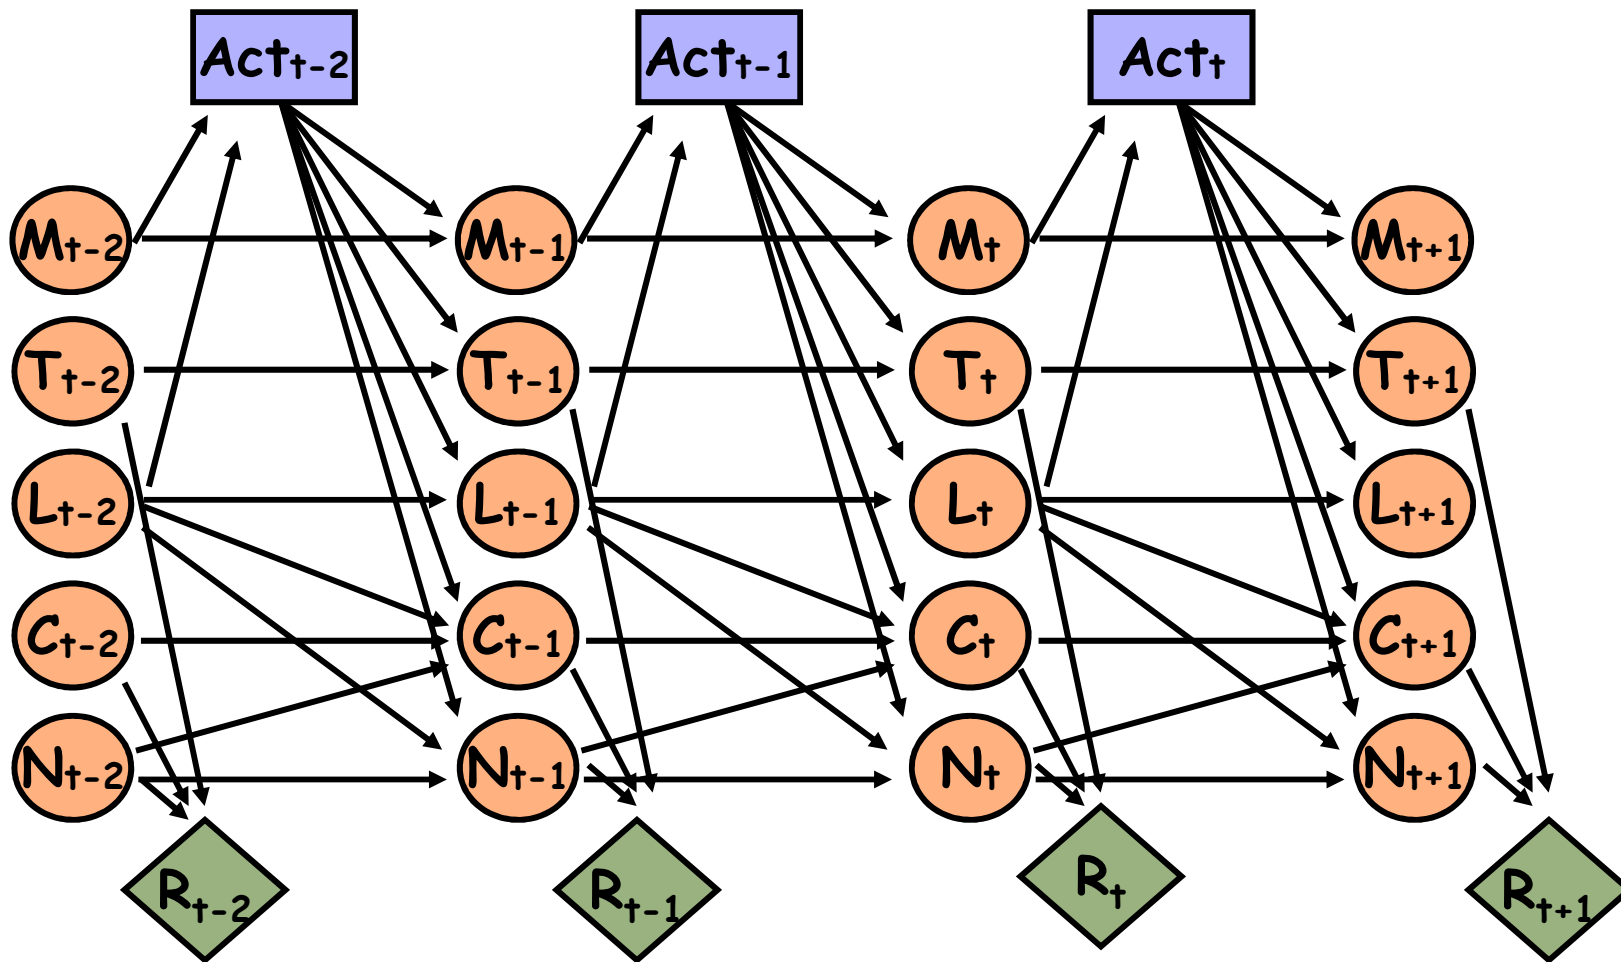 Actt-2 Actt-1 Actt
Mt-2 Mt-1 Mt Mt+1
Tt-2 Tt-1 Tt Tt+1
Lt-2 Lt-1 Lt Lt+1
Ct-2 Ct-1 Ct Ct+1
Nt-2 Nt-1 Nt Nt+1
Rt-2 Rt-1 Rt Rt+1